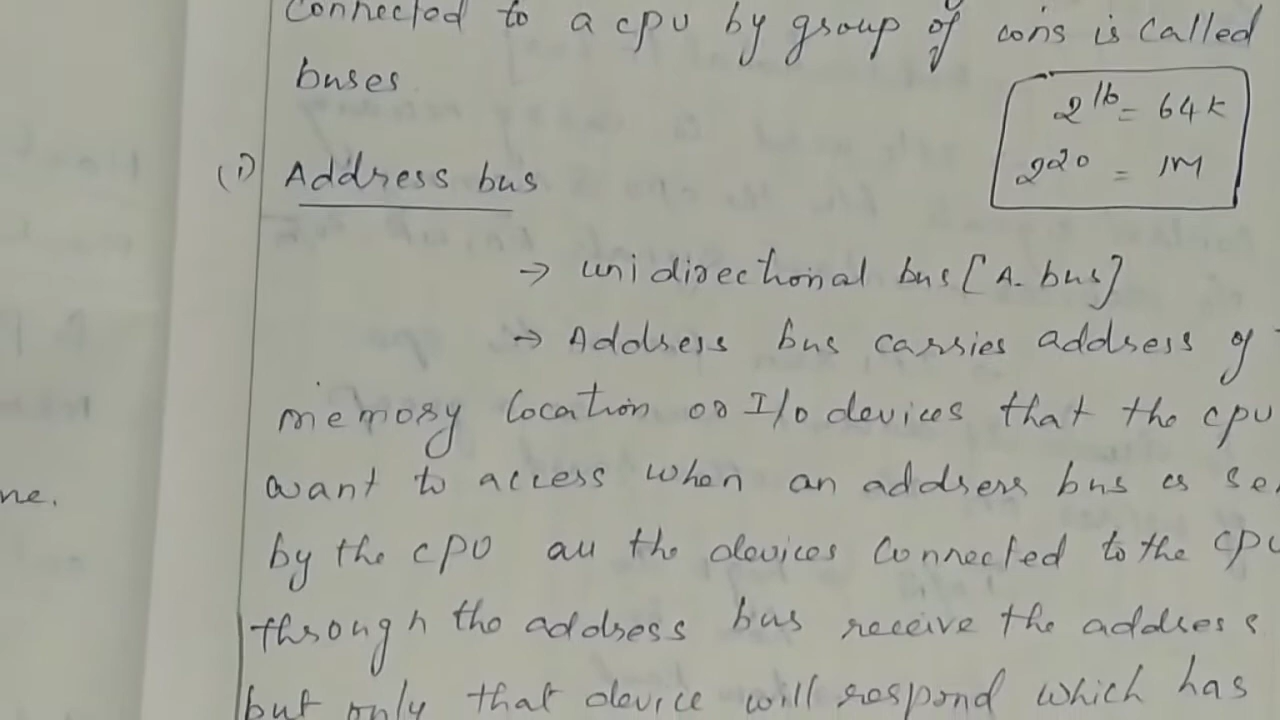 Connected to a cpu by group of wires is called
buses
2^16 = 64K
2^20 = 1M
(i) Address bus
→ unidirectional bus [A. bus]
→ Address bus carries address of
memory location or I/o devices that the cpu
want to access when an address bus is
by the CPU all the devices connected to the CPU
through the address bus receive the address
but only that device will respond which has
ne.